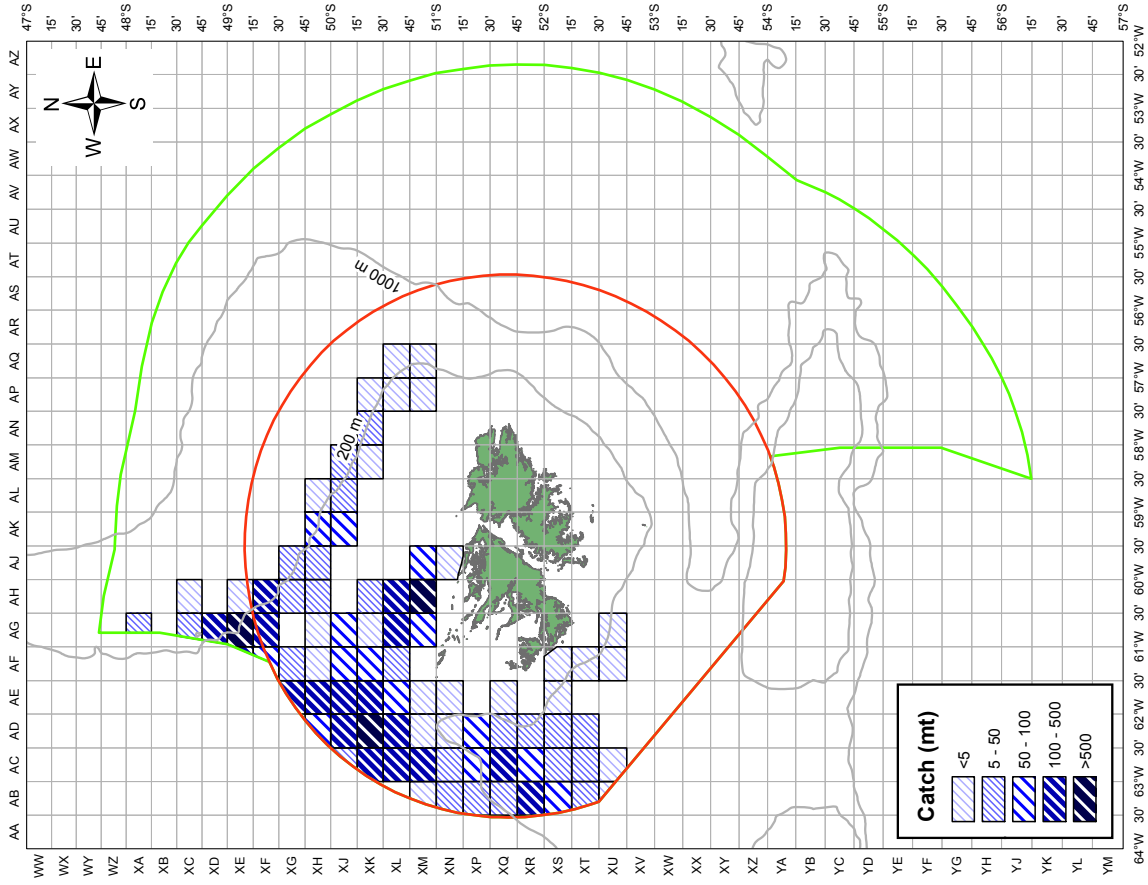 AA AB AC AD AE AF AG AH AJ AK AL AM AN AP AQ AR AS AT AU AV AW AX AY AZ
64°W 30' 63°W 30' 62°W 30' 61°W 30' 60°W 30' 59°W 30' 58°W 30' 57°W 30' 56°W 30' 55°W 30' 54°W 30' 53°W 30' 52°W
WW
WX
WY
WZ
XA
XB
XC
XD
XE
XF
XG
XH
XJ
XK
XL
XM
XN
XP
XQ
XR
XS
XT
XU
XV
XW
XX
XY
XZ
YA
YB
YC
YD
YE
YF
YG
YH
YJ
YK
YL
YM
47°S
15'
30'
45'
48°S
15'
30'
45'
49°S
15'
30'
45'
50°S
15'
30'
45'
51°S
15'
30'
45'
52°S
15'
30'
45'
53°S
15'
30'
45'
54°S
15'
30'
45'
55°S
15'
30'
45'
56°S
15'
30'
45'
57°S
N
W E
S
1000 m
200 m
Catch (mt)
<5
5 - 50
50 - 100
100 - 500
>500